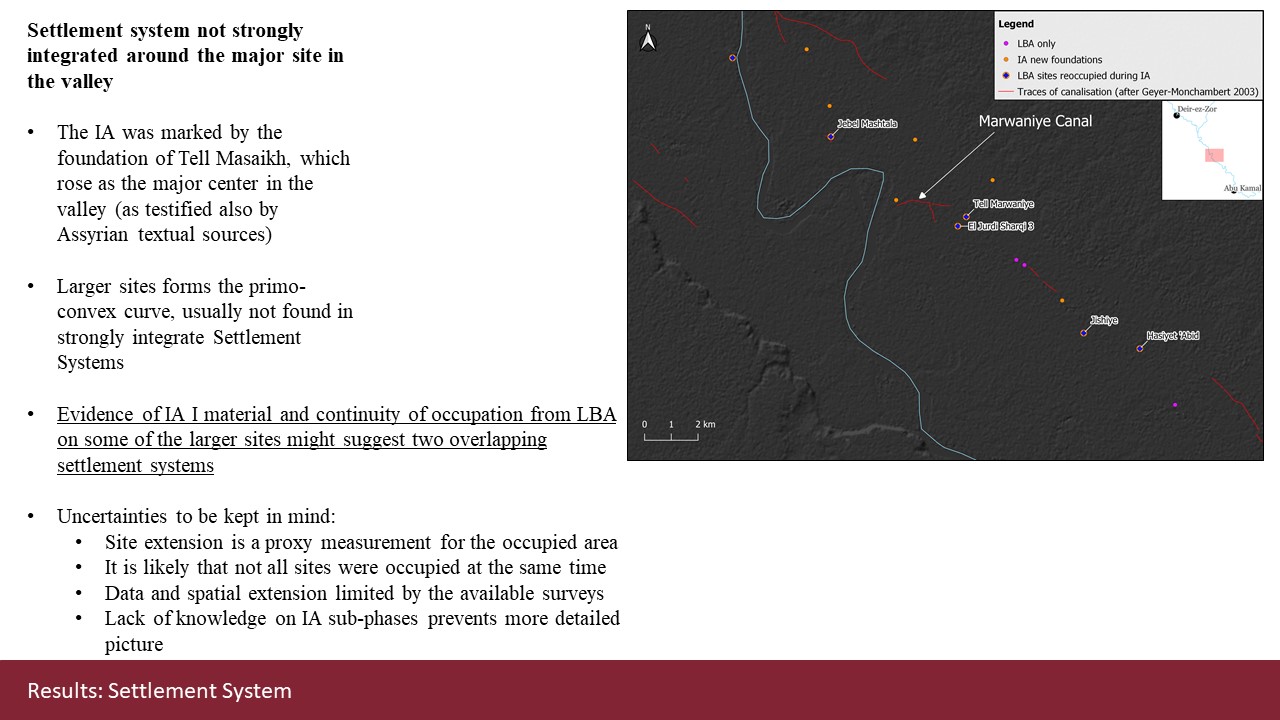 Settlement system not strongly
integrated around the major site in
the valley
• The IA was marked by the
foundation of Tell Masaikh, which
rose as the major center in the
valley (as testified also by
Assyrian textual sources)
• Larger sites forms the primo-
convex curve, usually not found in
strongly integrate Settlement
Systems
• Evidence of IA I material and continuity of occupation from LBA
on some of the larger sites might suggest two overlapping
settlement systems
• Uncertainties to be kept in mind:
• Site extension is a proxy measurement for the occupied area
• It is likely that not all sites were occupied at the same time
• Data and spatial extension limited by the available surveys
• Lack of knowledge on IA sub-phases prevents more detailed
picture
N
Legend
LBA only
IA new foundations
LBA sites reoccupied during IA
Traces of canalisation (after Geyer-Monchambert 2003)
Deir-ez-Zor
Abu Kamal
Marwaniye Canal
Jebel Mashtala
Tell Marwaniye
El Jurdi Sharqi 3
Jishiye
Hasiyet 'Abid
0 1 2 km
Results: Settlement System